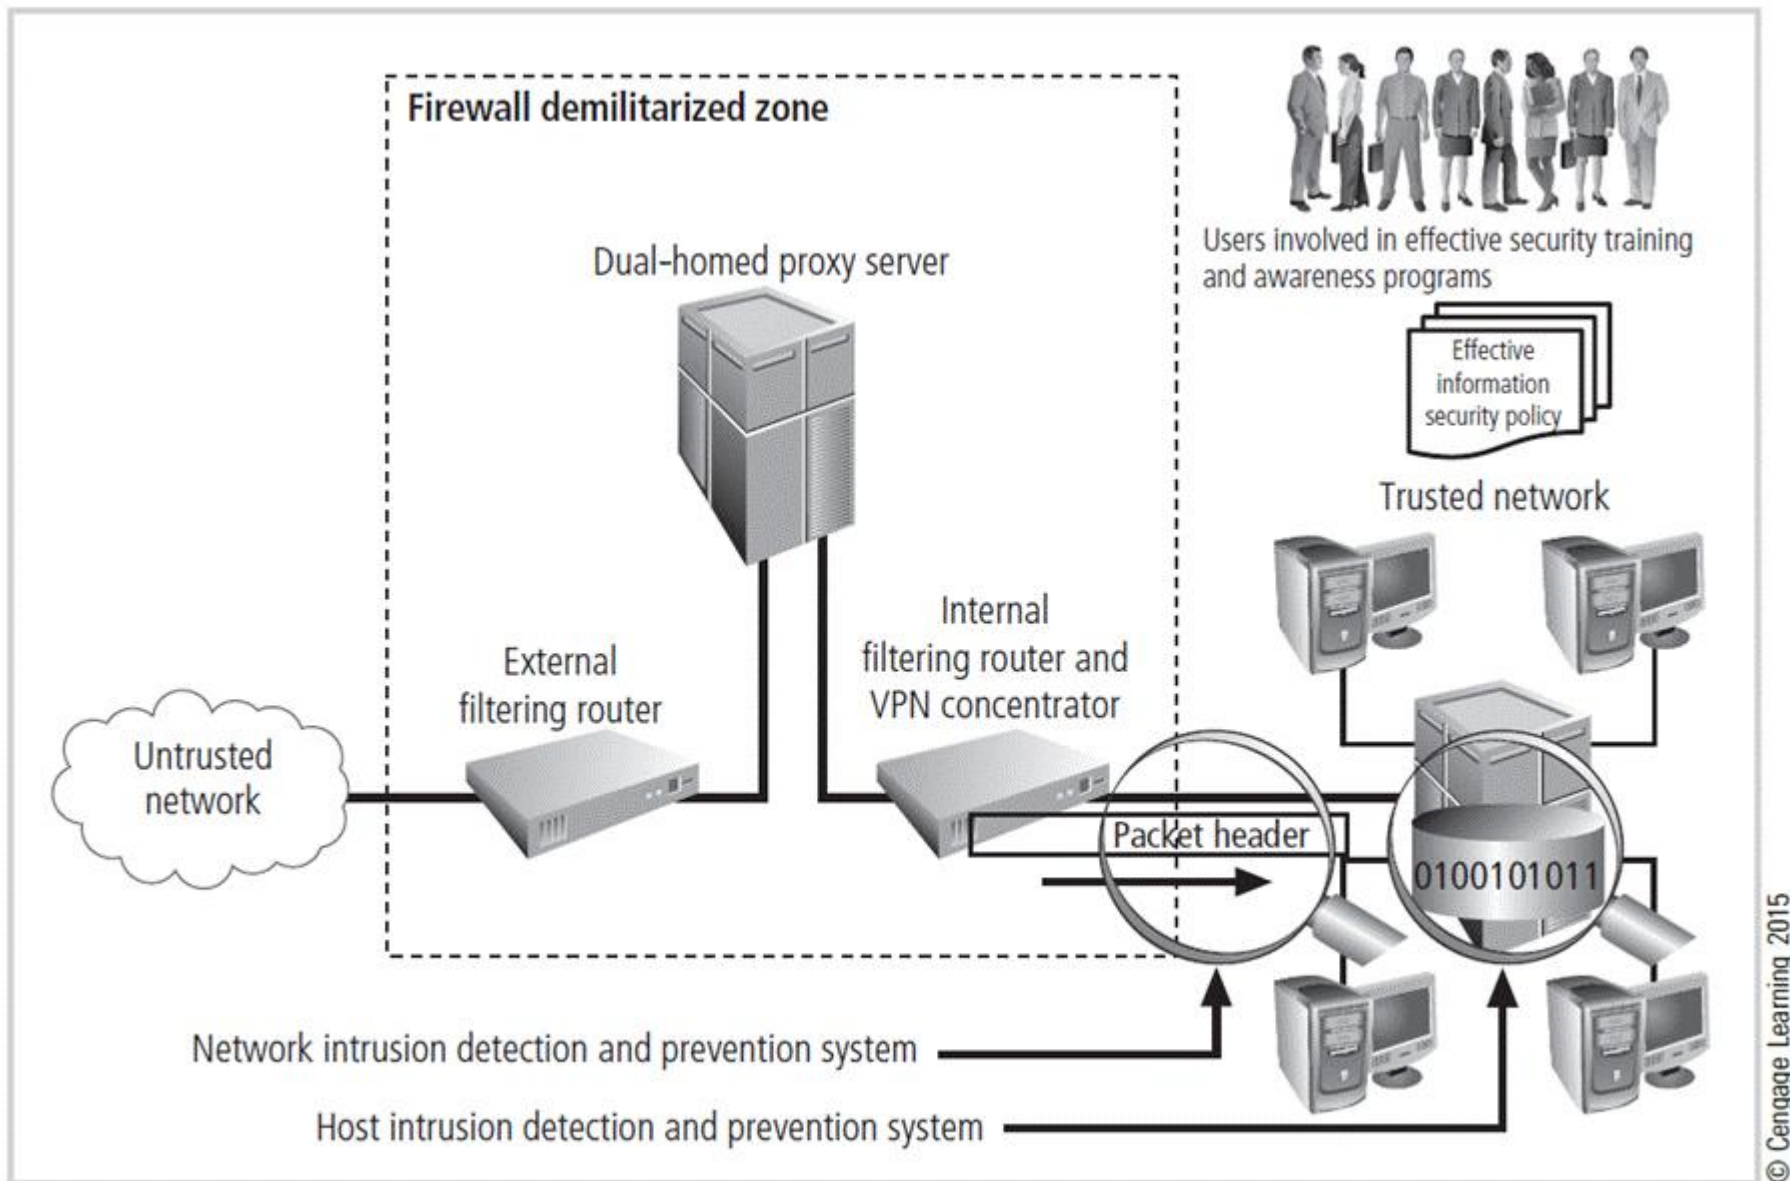 Firewall demilitarized zone
Users involved in effective security training
and awareness programs
Dual-homed proxy server
Effective
information
security policy
Trusted network
Internal
filtering router and
VPN concentrator
External
filtering router
Untrusted
network
Packet header
0100101011
Network intrusion detection and prevention system
Host intrusion detection and prevention system
© Cengage Learning 2015